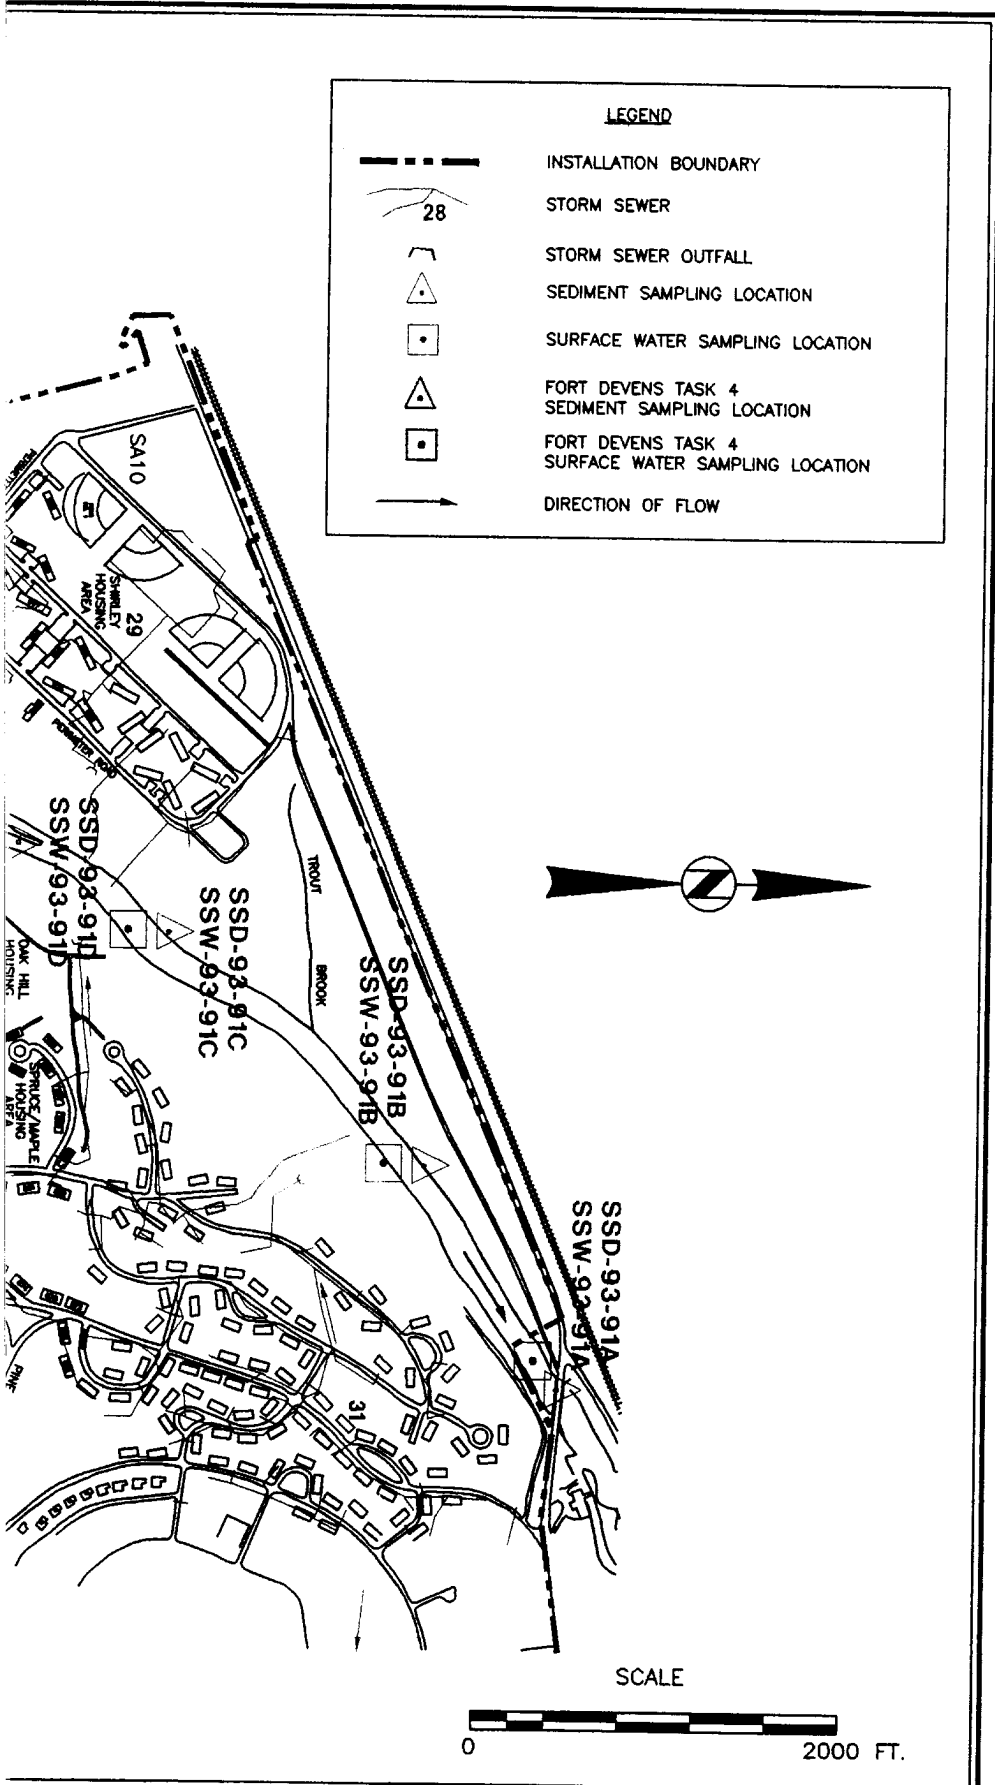 LEGEND
INSTALLATION BOUNDARY
28
STORM SEWER
STORM SEWER OUTFALL
SEDIMENT SAMPLING LOCATION
SURFACE WATER SAMPLING LOCATION
FORT DEVENS TASK 4
SEDIMENT SAMPLING LOCATION
FORT DEVENS TASK 4
SURFACE WATER SAMPLING LOCATION
DIRECTION OF FLOW
SA10
SHIRLEY
HOUSING
AREA
29
PERIMETER ROAD
SSD-93-91D
SSW-93-91D
TROUT
BROOK
SSD-93-91C
SSW-93-91C
OAK HILL
HOUSING
SSD-93-91B
SSW-93-91B
SPRUCE/MAPLE
HOUSING
AREA
SSD-93-91A
SSW-93-91A
PINE
31
SCALE
0
2000 FT.